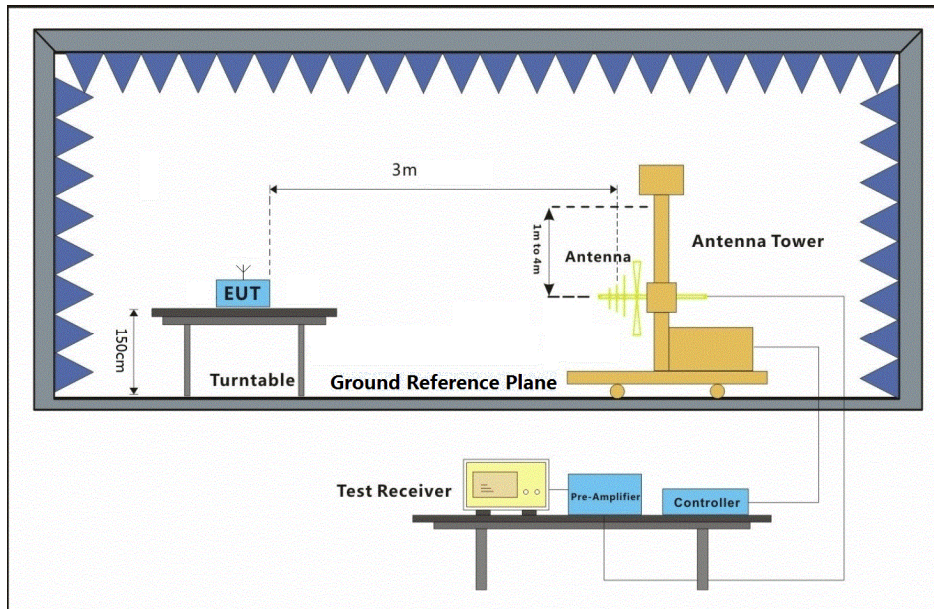 3m
1m to 4m
Antenna
Antenna Tower
EUT
150cm
Turntable
Ground Reference Plane
Test Receiver
Pre-Amplifier
Controller